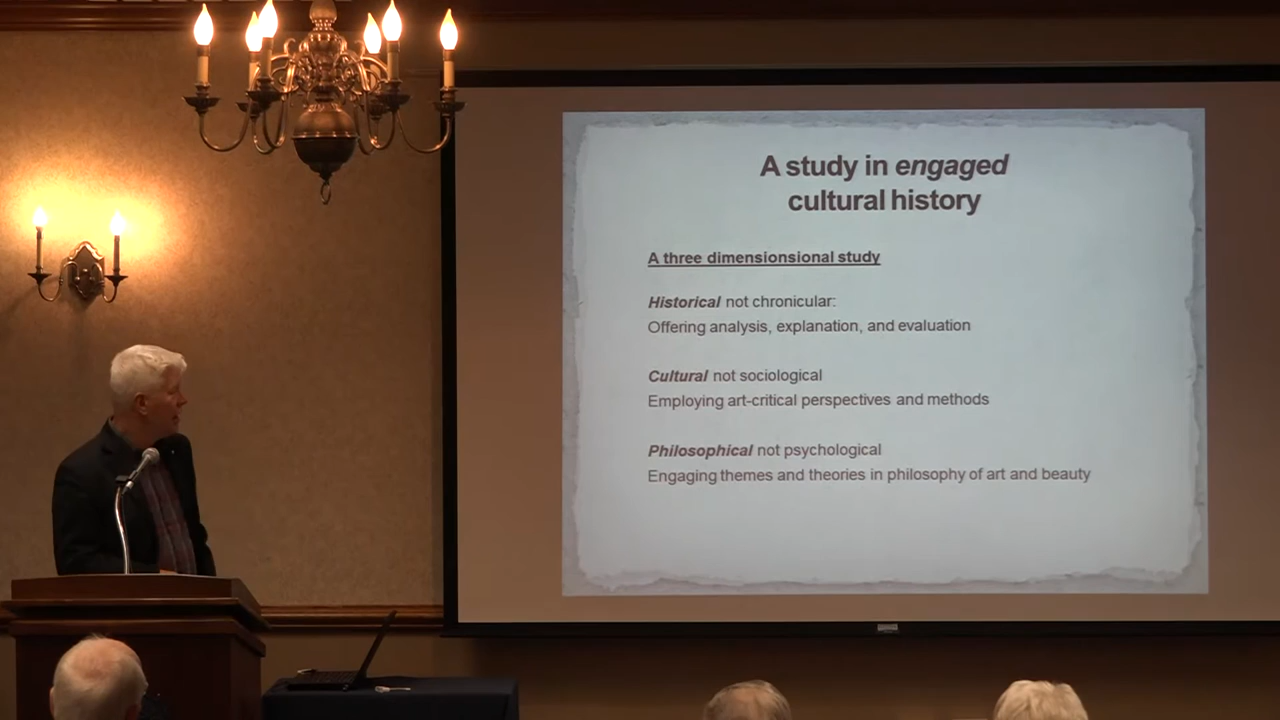 A study in engaged
cultural history
A three dimensionsional study
Historical not chronicular:
Offering analysis, explanation, and evaluation
Cultural not sociological
Employing art-critical perspectives and methods
Philosophical not psychological
Engaging themes and theories in philosophy of art and beauty